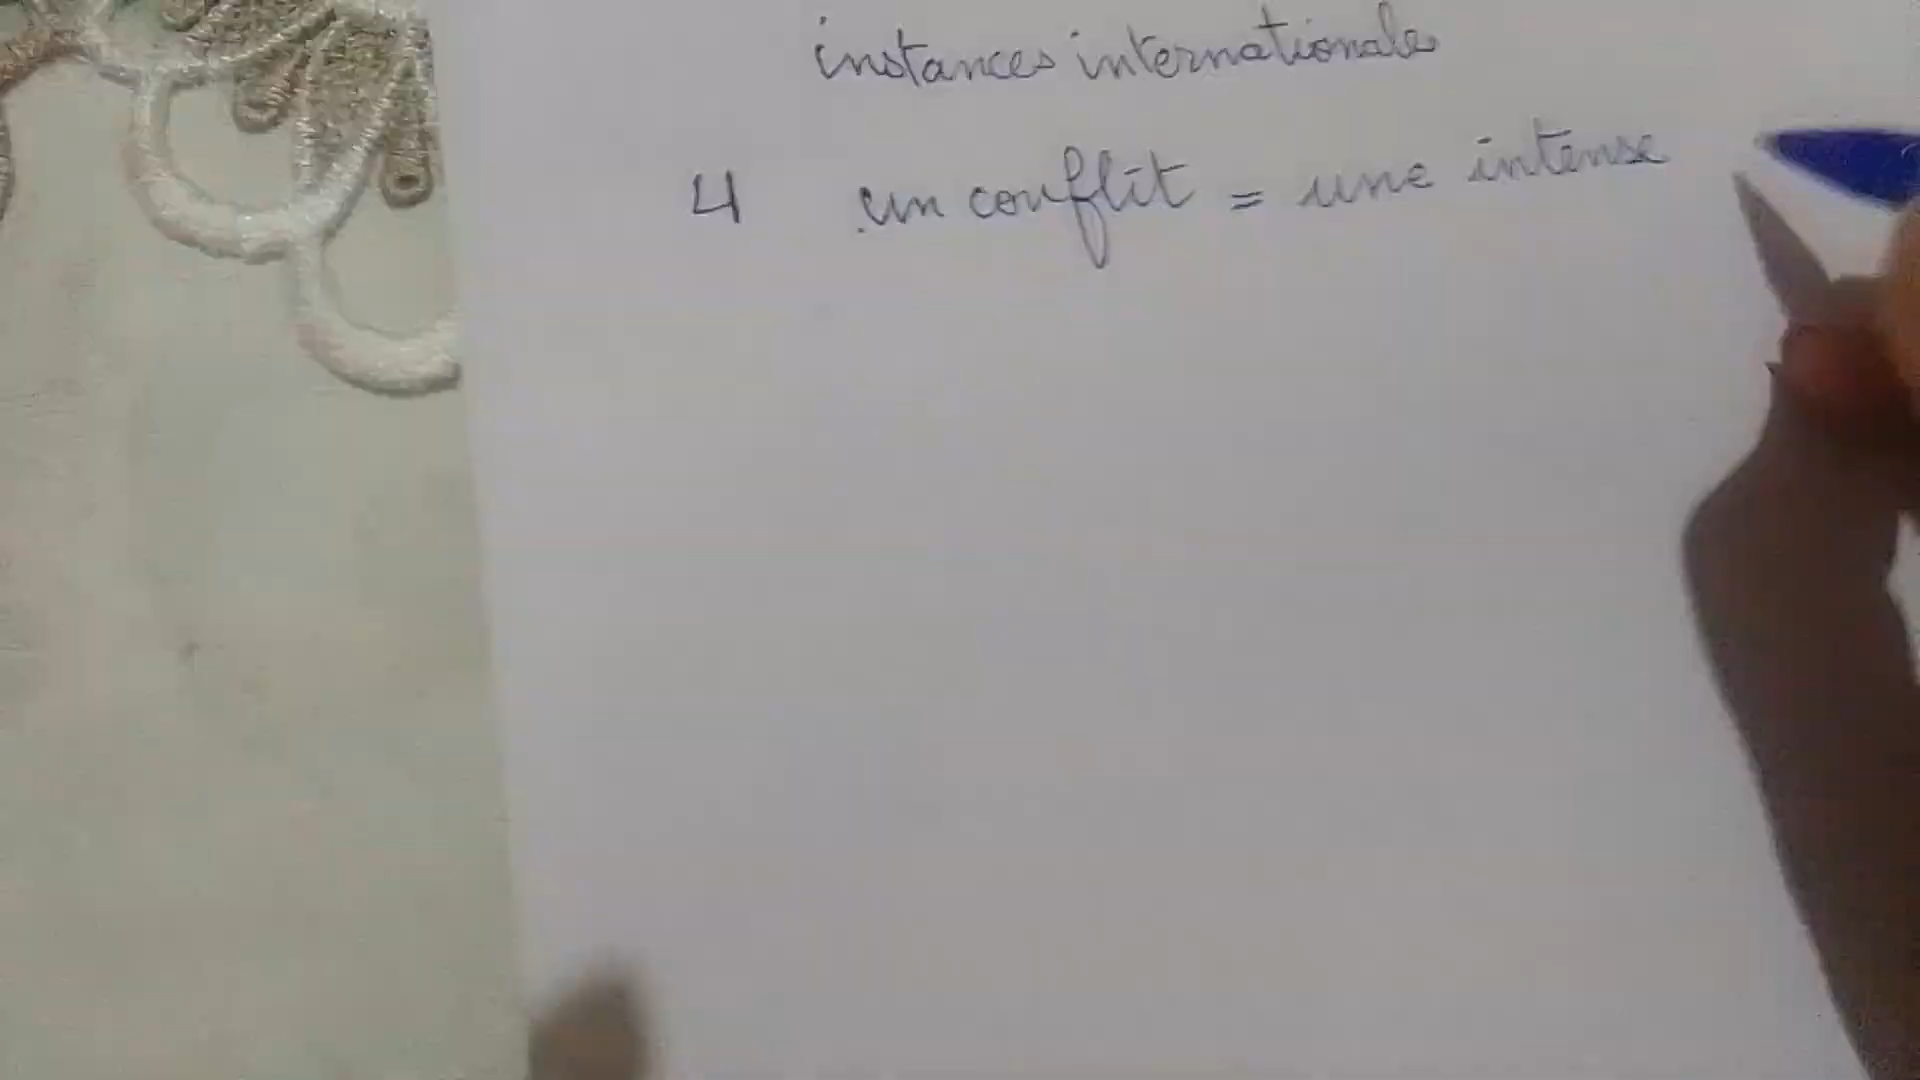 instances internationales
4 un conflit = une intense